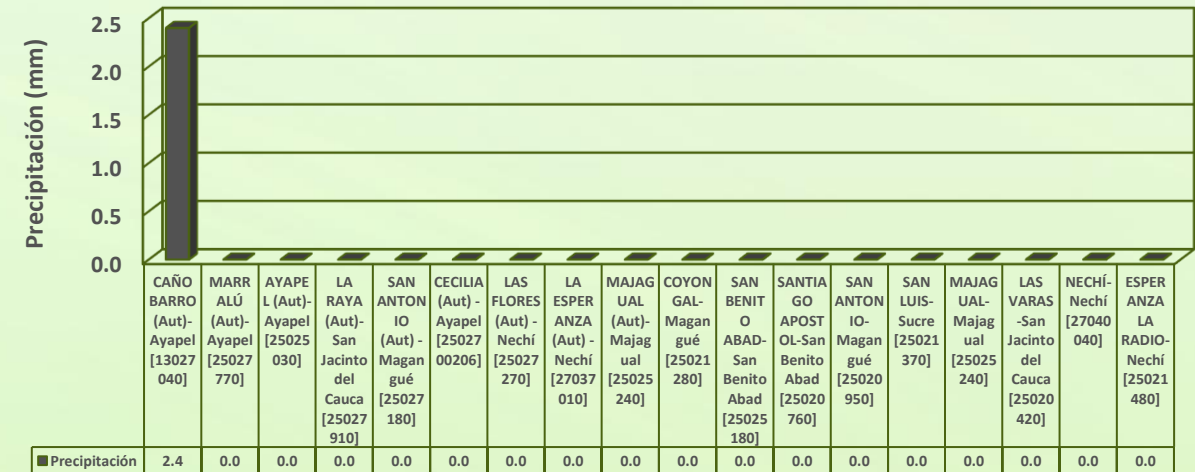 Precipitación (mm)
2.5
2.0
1.5
1.0
0.5
0.0
CAÑO
BARRO
(Aut)-
Ayapel
[13027
040]
MARR
ALÚ
(Aut)-
Ayapel
[25027
770]
AYAPE
L (Aut)-
Ayapel
[25025
030]
LA
RAYA
(Aut)-
San
Jacinto
del
Cauca
[25027
910]
SAN
ANTON
IO
(Aut) -
Magan
gué
[25027
180]
CECILIA
(Aut) -
Ayapel
[25027
00206]
LAS
FLORES
(Aut) -
Nechí
[25027
270]
LA
ESPER
ANZA
(Aut) -
Nechí
[27037
010]
MAJAG
UAL
(Aut)-
Majag
ual
[25025
240]
COYON
GAL-
Magan
gué
[25021
280]
SAN
BENIT
O
ABAD-
San
Benito
Abad
[25025
180]
SANTIA
GO
APOST
OL-San
Benito
Abad
[25020
760]
SAN
ANTON
IO-
Magan
gué
[25020
950]
SAN
LUIS-
Sucre
[25021
370]
MAJAG
UAL-
Majag
ual
[25025
240]
LAS
VARAS
-San
Jacinto
del
Cauca
[25020
420]
NECHÍ-
Nechí
[27040
040]
ESPER
ANZA
LA
RADIO-
Nechí
[25021
480]
Precipitación 2.4 0.0 0.0 0.0 0.0 0.0 0.0 0.0 0.0 0.0 0.0 0.0 0.0 0.0 0.0 0.0 0.0 0.0